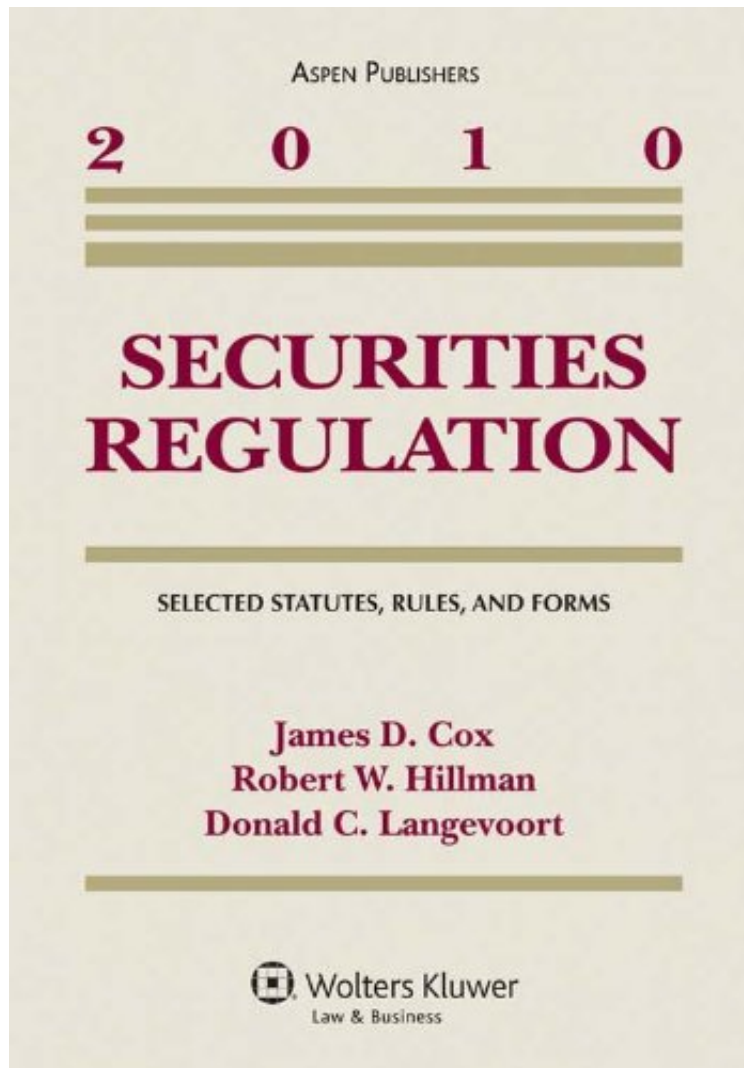 ASPEN PUBLISHERS
2 0 1 0
SECURITIES
REGULATION
SELECTED STATUTES, RULES, AND FORMS
James D. Cox
Robert W. Hillman
Donald C. Langevoort
Wolters Kluwer
Law & Business